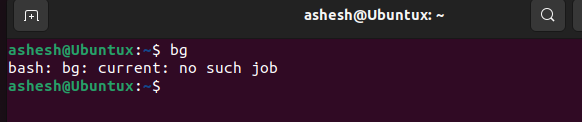 ashesh@Ubuntux: ~
ashesh@Ubuntux:~$ bg
bash: bg: current: no such job
ashesh@Ubuntux:~$